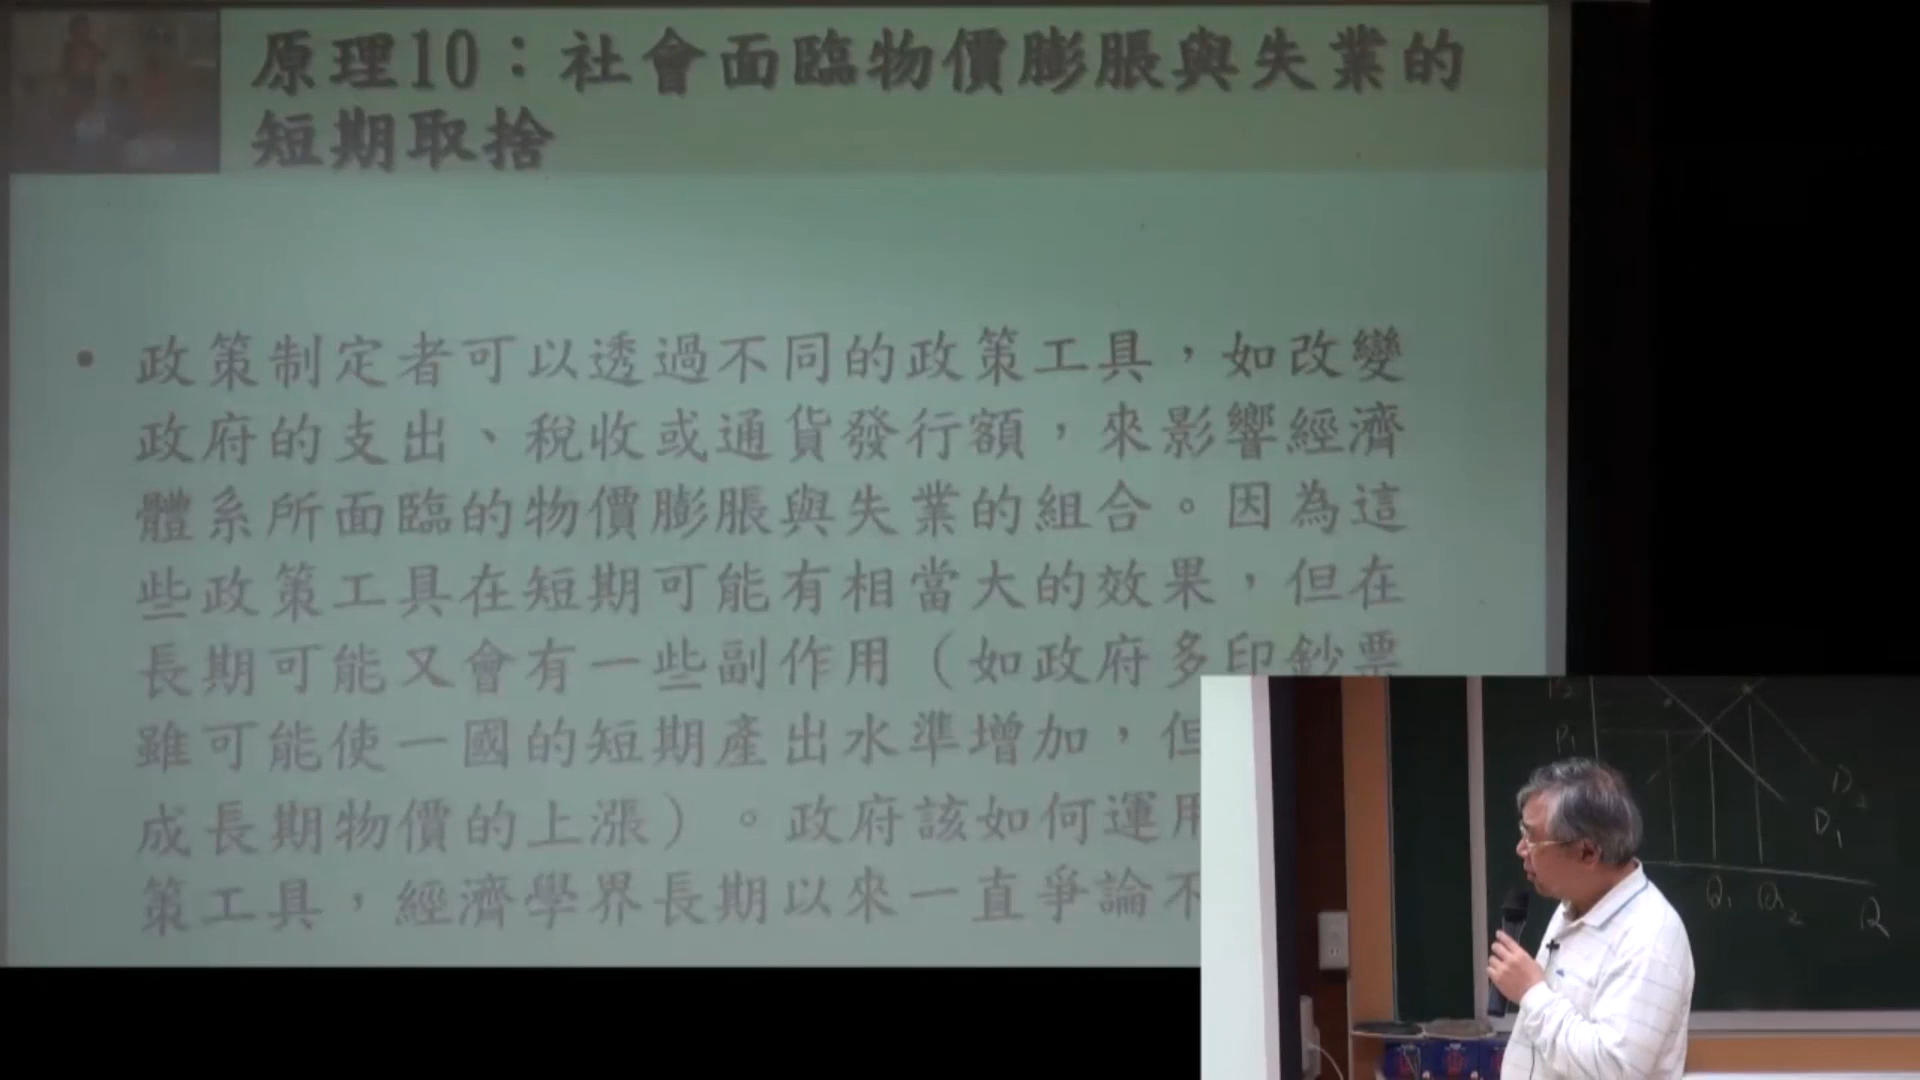 原理10：社會面臨物價膨脹與失業的
短期取捨
• 政策制定者可以透過不同的政策工具，如改變
政府的支出、稅收或通貨發行額，來影響經濟
體系所面臨的物價膨脹與失業的組合。因為這
些政策工具在短期可能有相當大的效果，但在
長期可能又會有一些副作用（如政府多印鈔票
雖可能使一國的短期產出水準增加，但
成長期物價的上漲）。政府該如何運用
策工具，經濟學界長期以來一直爭論不
P₂
P₁
D₂
D₁
Q₁ Q₂ Q